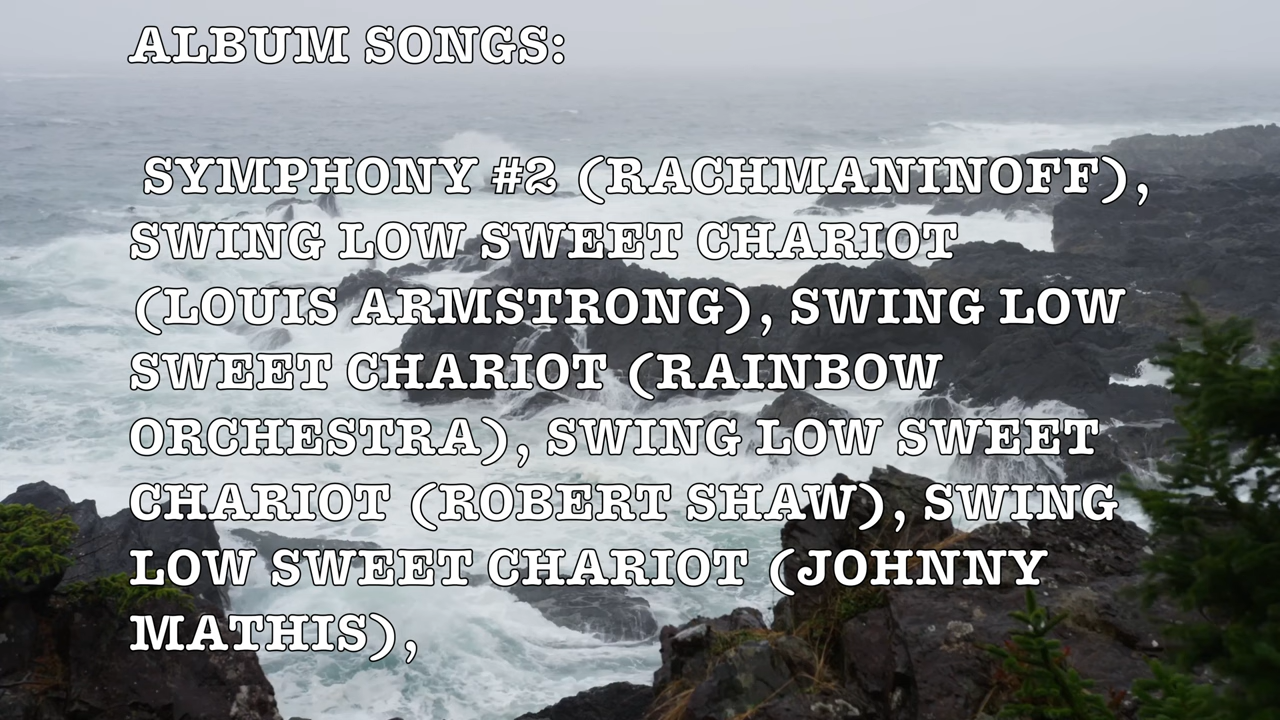 ALBUM SONGS:
SYMPHONY #2 (RACHMANINOFF),
SWING LOW SWEET CHARIOT
(LOUIS ARMSTRONG), SWING LOW
SWEET CHARIOT (RAINBOW
ORCHESTRA), SWING LOW SWEET
CHARIOT (ROBERT SHAW), SWING
LOW SWEET CHARIOT (JOHNNY
MATHIS),